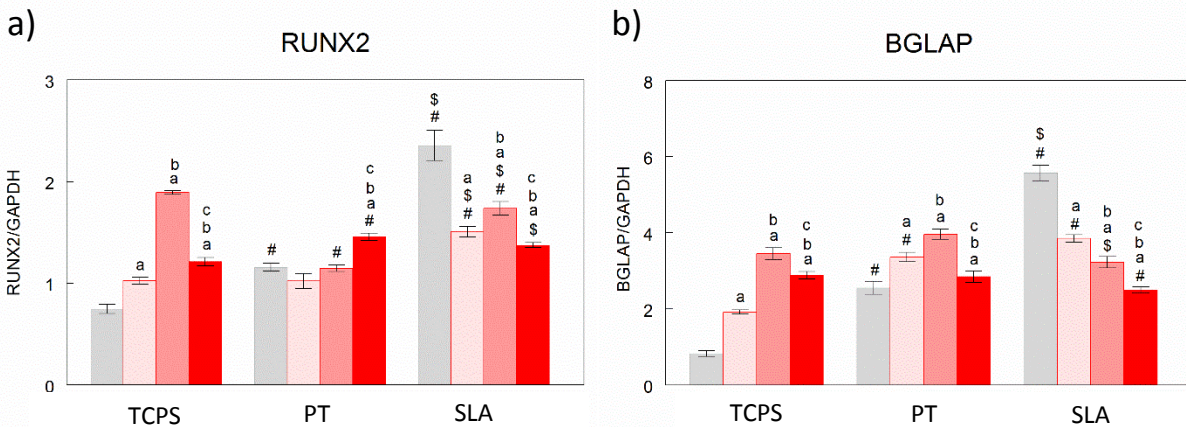 a)
RUNX2
RUNX2/GAPDH
3
2
1
0
a
b
a
c
b
a
#
#
c
b
a
#
$
#
a
$
#
b
a
$
#
c
b
a
$
TCPS PT SLA
b)
BGLAP
BGLAP/GAPDH
8
6
4
2
0
a
b
a
c
b
a
#
a
#
b
a
c
b
a
$
#
a
#
b
a
$
c
b
a
#
TCPS PT SLA